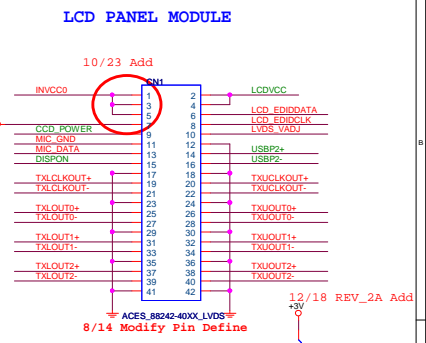 LCD PANEL MODULE
10/23 Add
CN1
INVCC0 1 2 LCDVCC
3 4
5 6 LCD_EDIDDATA
7 8 LCD_EDIDCLK
CCD_POWER 9 10 LVDS_VADJ
MIC_GND 11 12
MIC_DATA 13 14 USBP2+
DISPON 15 16 USBP2-
17 18
TXLCLKOUT+ 19 20 TXUCLKOUT+
TXLCLKOUT- 21 22 TXUCLKOUT-
23 24
TXLOUT0+ 25 26 TXUOUT0+
TXLOUT0- 27 28 TXUOUT0-
29 30
TXLOUT1+ 31 32 TXUOUT1+
TXLOUT1- 33 34 TXUOUT1-
35 36
TXLOUT2+ 37 38 TXUOUT2+
TXLOUT2- 39 40 TXUOUT2-
41 42
ACES_88242-40XX_LVDS
8/14 Modify Pin Define
12/18 REV_2A Add
+3V
B